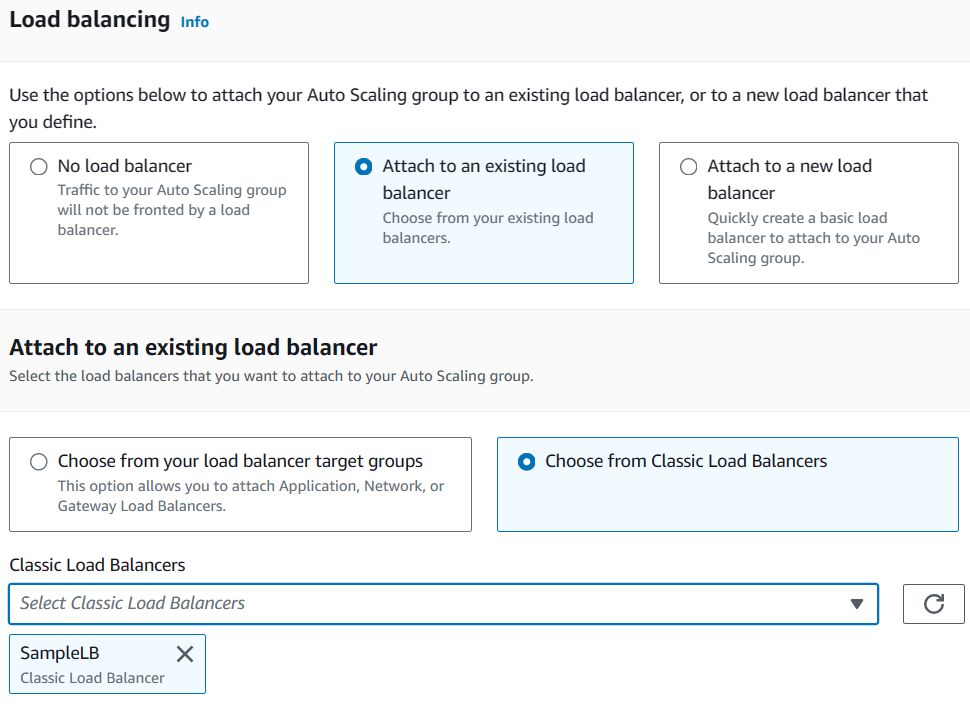 Load balancing Info
Use the options below to attach your Auto Scaling group to an existing load balancer, or to a new load balancer that
you define.
No load balancer
Traffic to your Auto Scaling group
will not be fronted by a load
balancer.
Attach to an existing load
balancer
Choose from your existing load
balancers.
Attach to a new load
balancer
Quickly create a basic load
balancer to attach to your Auto
Scaling group.
Attach to an existing load balancer
Select the load balancers that you want to attach to your Auto Scaling group.
Choose from your load balancer target groups
This option allows you to attach Application, Network, or
Gateway Load Balancers.
Choose from Classic Load Balancers
Classic Load Balancers
Select Classic Load Balancers
SampleLB
Classic Load Balancer